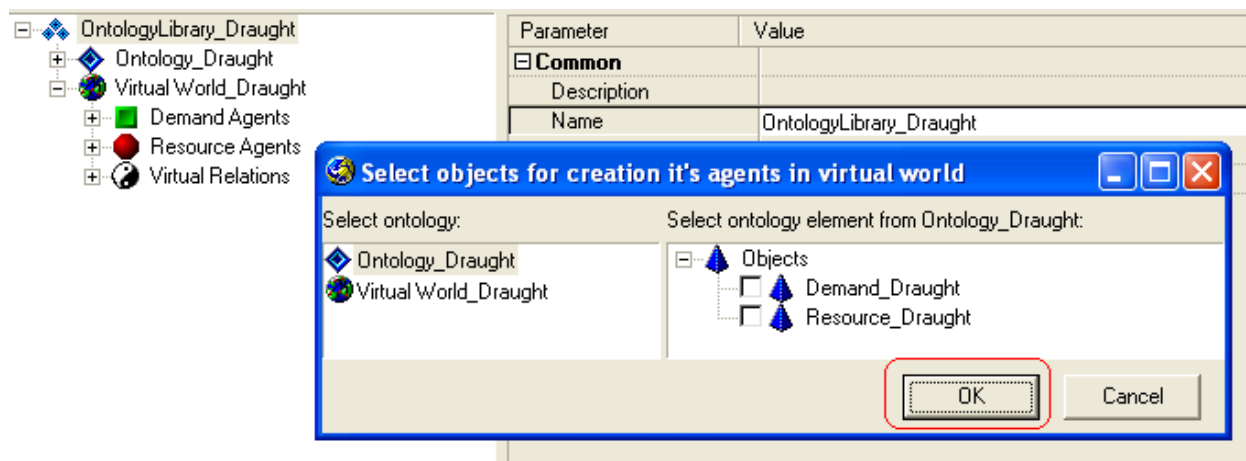 OntologyLibrary_Draught
Ontology_Draught
Virtual World_Draught
Demand Agents
Resource Agents
Virtual Relations
Parameter Value
Common
Description
Name OntologyLibrary_Draught
Select objects for creation it's agents in virtual world
Select ontology:
Ontology_Draught
Virtual World_Draught
Select ontology element from Ontology_Draught:
Objects
Demand_Draught
Resource_Draught
OK Cancel